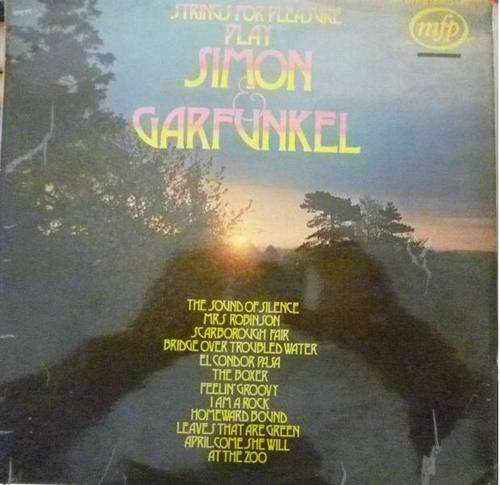 STRINGS FOR PLEASURE
PLAY
SIMON
&
GARFUNKEL
mfp
THE SOUND OF SILENCE
MRS ROBINSON
SCARBOROUGH FAIR
BRIDGE OVER TROUBLED WATER
EL CONDOR PASA
THE BOXER
FEELIN' GROOVY
I AM A ROCK
HOMEWARD BOUND
LEAVES THAT ARE GREEN
APRIL, COME SHE WILL
AT THE ZOO